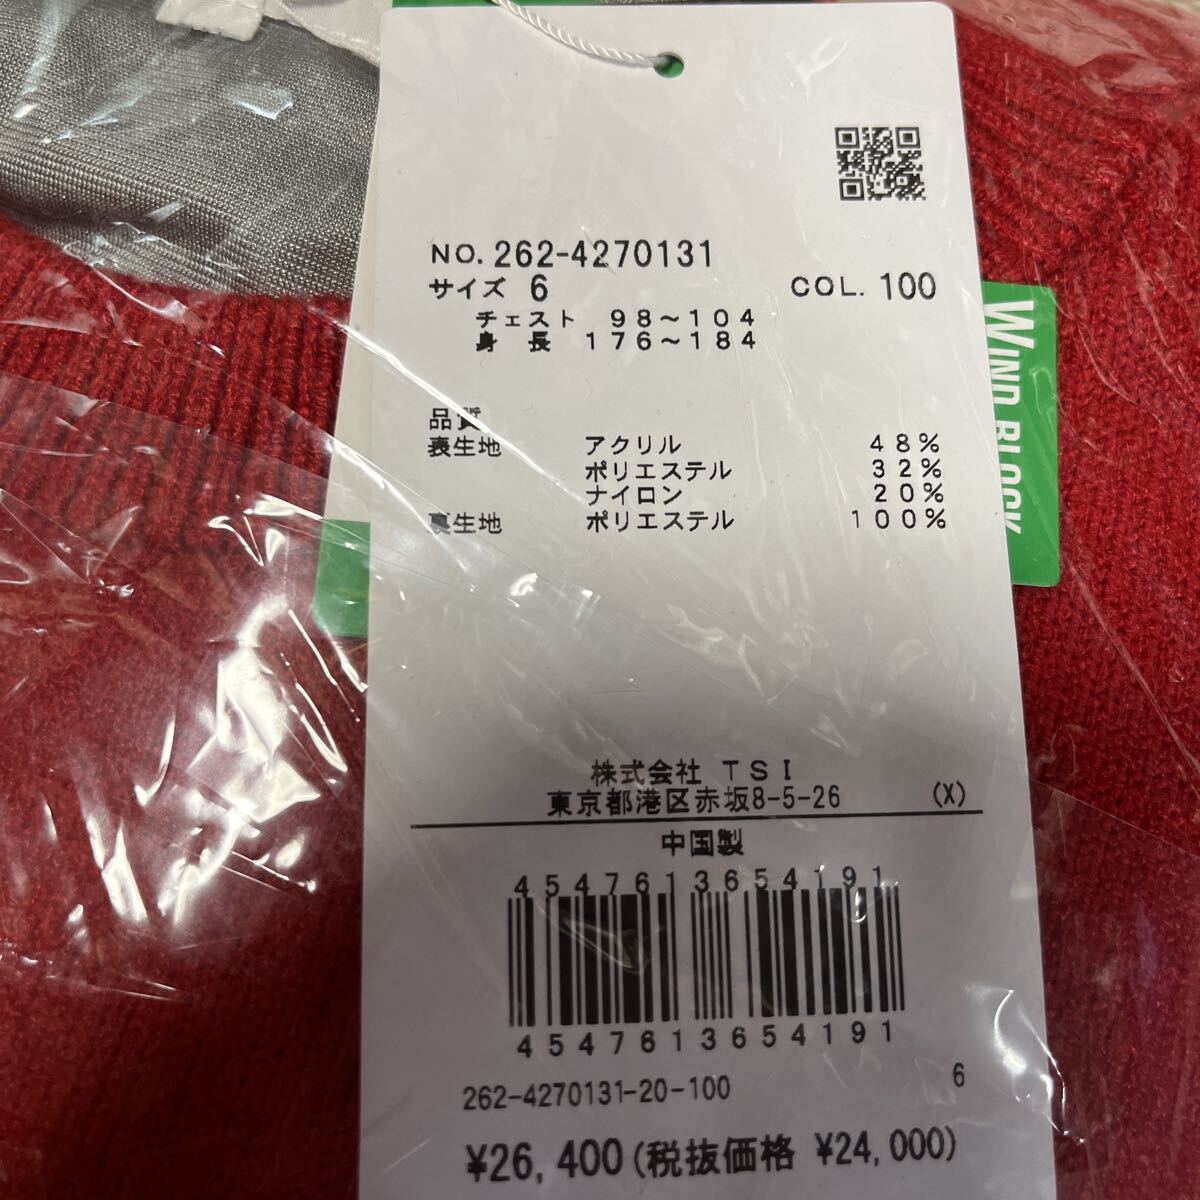 NO. 262-4270131
サイズ 6 COL. 100
チェスト 98～104
身長 176～184
品質
表生地 アクリル 48%
ポリエステル 32%
ナイロン 20%
裏生地 ポリエステル 100%
WIND BLOCK
株式会社 TSI
東京都港区赤坂8-5-26 (X)
中国製
4547613654191
4547613654191
262-4270131-20-100 6
¥26,400(税抜価格 ¥24,000)